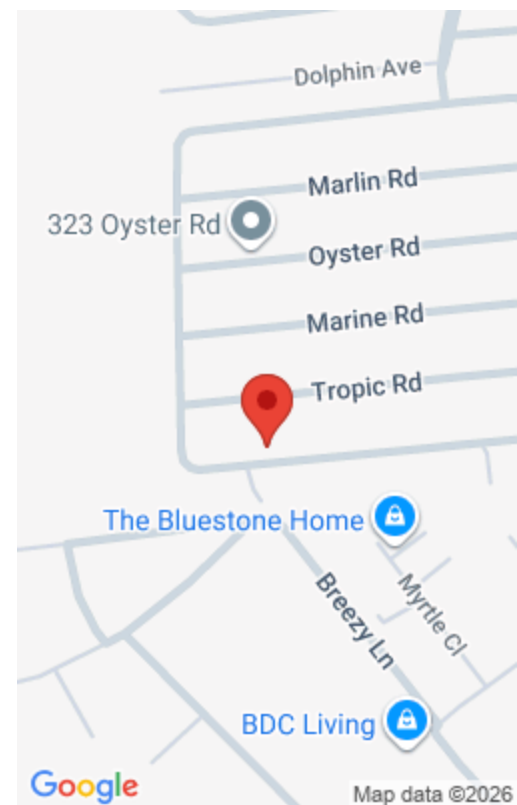 Dolphin Ave
Marlin Rd
323 Oyster Rd
Oyster Rd
Marine Rd
Tropic Rd
The Bluestone Home
Breezy Ln
Myrtle Cl
BDC Living
Google
Map data ©2026